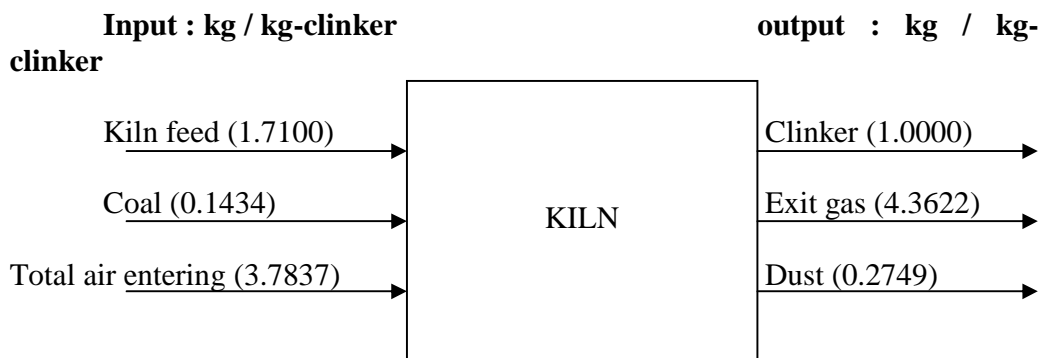 Input : kg / kg-clinker output : kg / kg-
clinker
Kiln feed (1.7100) Clinker (1.0000)
Coal (0.1434) KILN Exit gas (4.3622)
Total air entering (3.7837) Dust (0.2749)